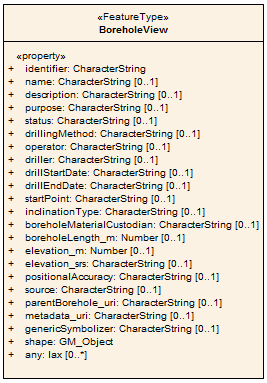 «FeatureType»
BoreholeView
«property»
+ identifier: CharacterString
+ name: CharacterString [0..1]
+ description: CharacterString [0..1]
+ purpose: CharacterString [0..1]
+ status: CharacterString [0..1]
+ drillingMethod: CharacterString [0..1]
+ operator: CharacterString [0..1]
+ driller: CharacterString [0..1]
+ drillStartDate: CharacterString [0..1]
+ drillEndDate: CharacterString [0..1]
+ startPoint: CharacterString [0..1]
+ inclinationType: CharacterString [0..1]
+ boreholeMaterialCustodian: CharacterString [0..1]
+ boreholeLength_m: Number [0..1]
+ elevation_m: Number [0..1]
+ elevation_srs: CharacterString [0..1]
+ positionalAccuracy: CharacterString [0..1]
+ source: CharacterString [0..1]
+ parentBorehole_uri: CharacterString [0..1]
+ metadata_uri: CharacterString [0..1]
+ genericSymbolizer: CharacterString [0..1]
+ shape: GM_Object
+ any: lax [0..*]